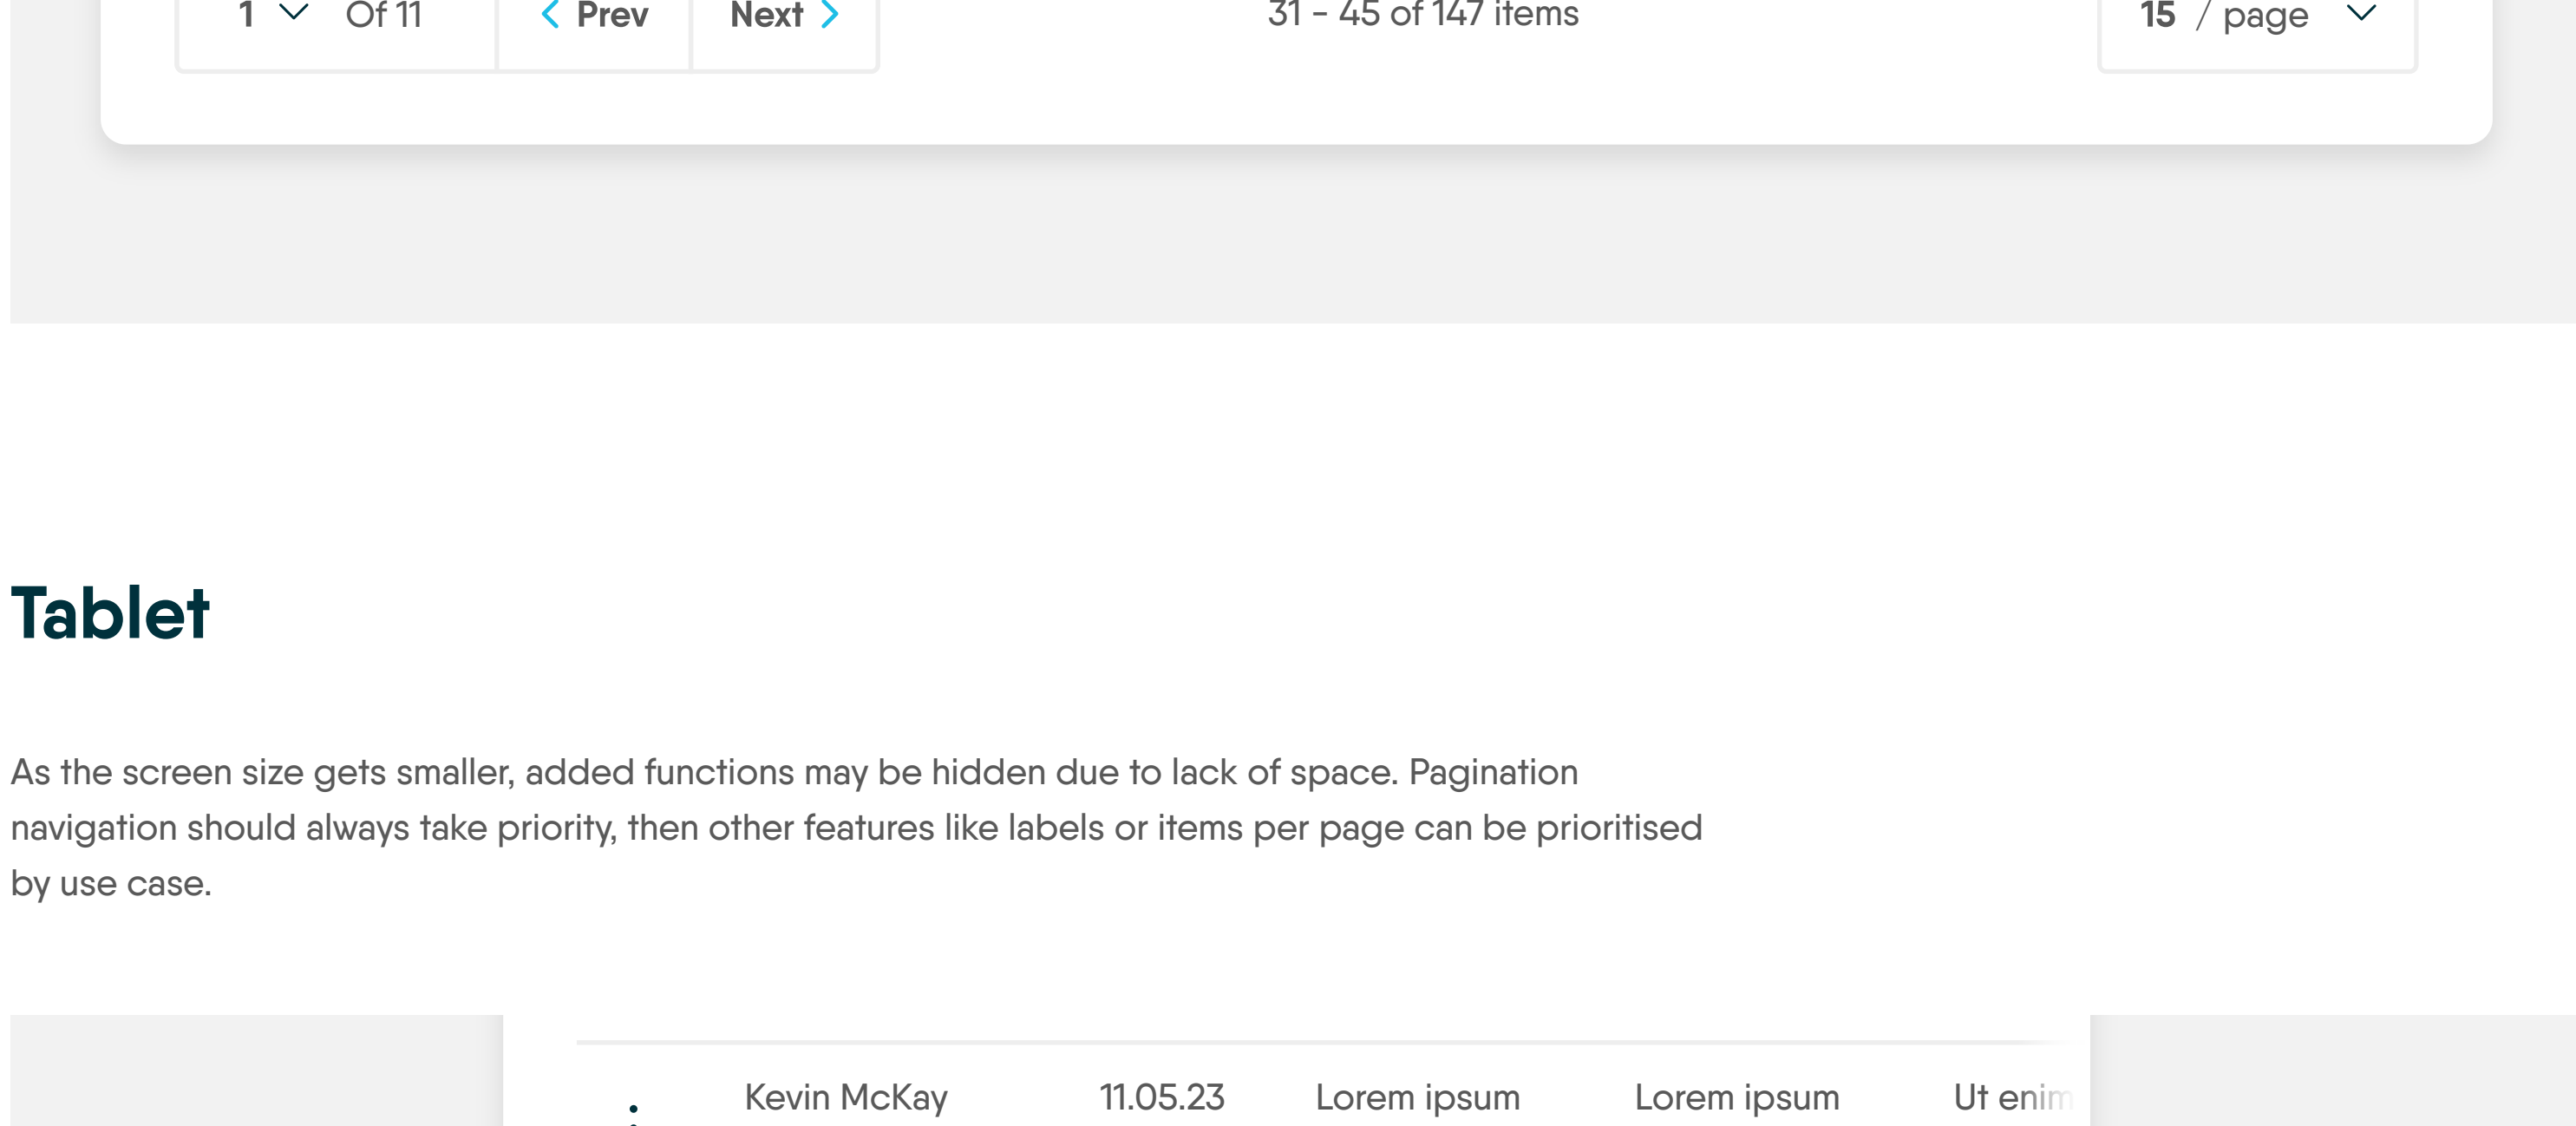 1 Of 11 Prev Next 31 - 45 of 147 items 15 / page
Tablet
As the screen size gets smaller, added functions may be hidden due to lack of space. Pagination
navigation should always take priority, then other features like labels or items per page can be prioritised
by use case.
Kevin McKay 11.05.23 Lorem ipsum Lorem ipsum Ut enim